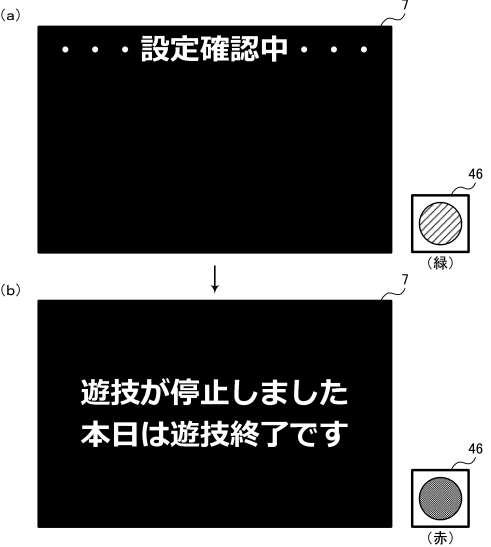 (a)
7
・・・設定確認中・・・
46
(緑)
(b)
7
遊技が停止しました
本日は遊技終了です
46
(赤)